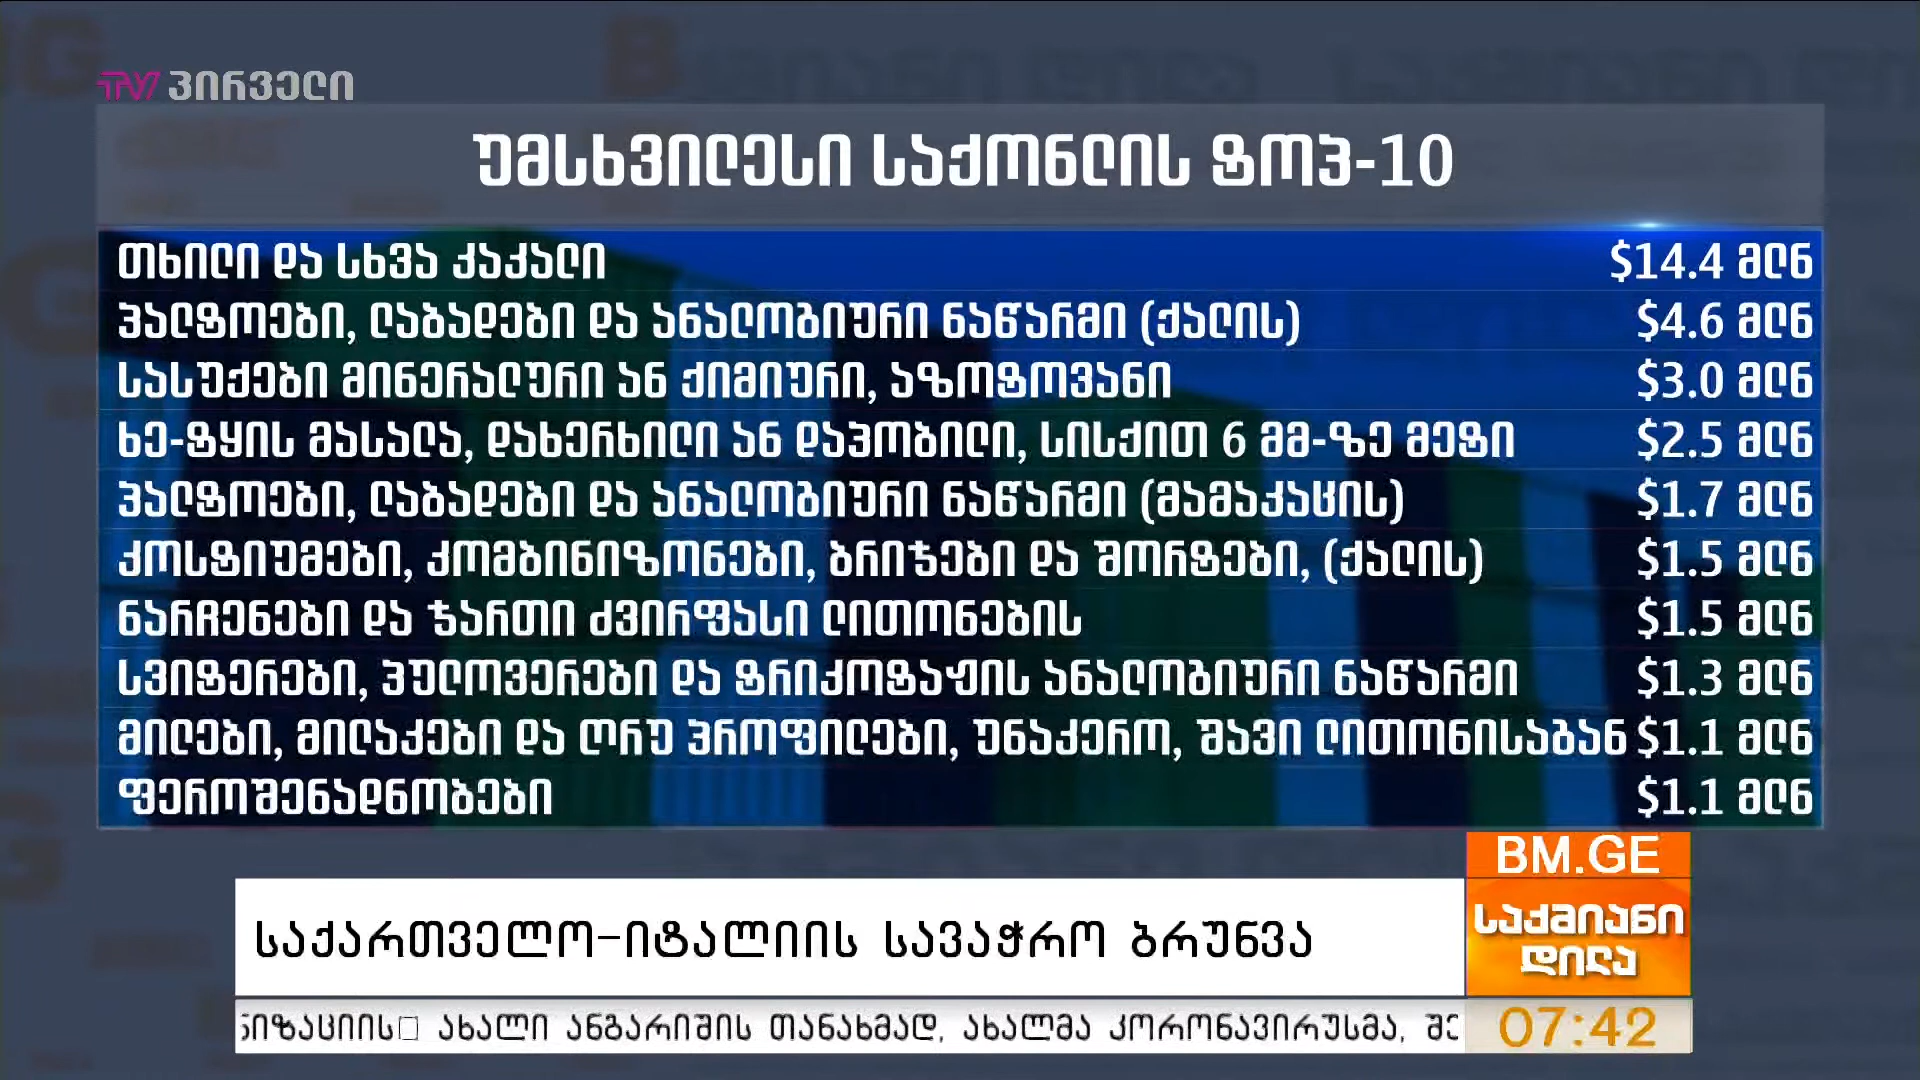 TV პირველი
უმსხვილესი საქონლის ტოპ-10
თხილი და სხვა კაკალი $14.4 მლნ
პალტოები, ლაბადები და ანალოგიური ნაწარმი (ქალის) $4.6 მლნ
სასუქები მინერალური ან ქიმიური, აზოტოვანი $3.0 მლნ
ხე-ტყის მასალა, დახერხილი ან დაპობილი, სისქით 6 მმ-ზე მეტი $2.5 მლნ
პალტოები, ლაბადები და ანალოგიური ნაწარმი (მამაკაცის) $1.7 მლნ
კოსტიუმები, კომბინიზონები, ბრიჯები და შორტები, (ქალის) $1.5 მლნ
ნარჩენები და ჯართი ძვირფასი ლითონების $1.5 მლნ
სვიტერები, პულოვერები და ტრიკოტაჟის ანალოგიური ნაწარმი $1.3 მლნ
მილები, მილაკები და ღრუ პროფილები, უნაკერო, შავი ლითონისაგან $1.1 მლნ
ფეროშენადნობები $1.1 მლნ
BM.GE
საქმიანი
დილა
საქართველო-იტალიის სავაჭრო ბრუნვა
ნიზაციის ახალი ანგარიშის თანახმად, ახალმა კორონავირუსმა, შე
07:42